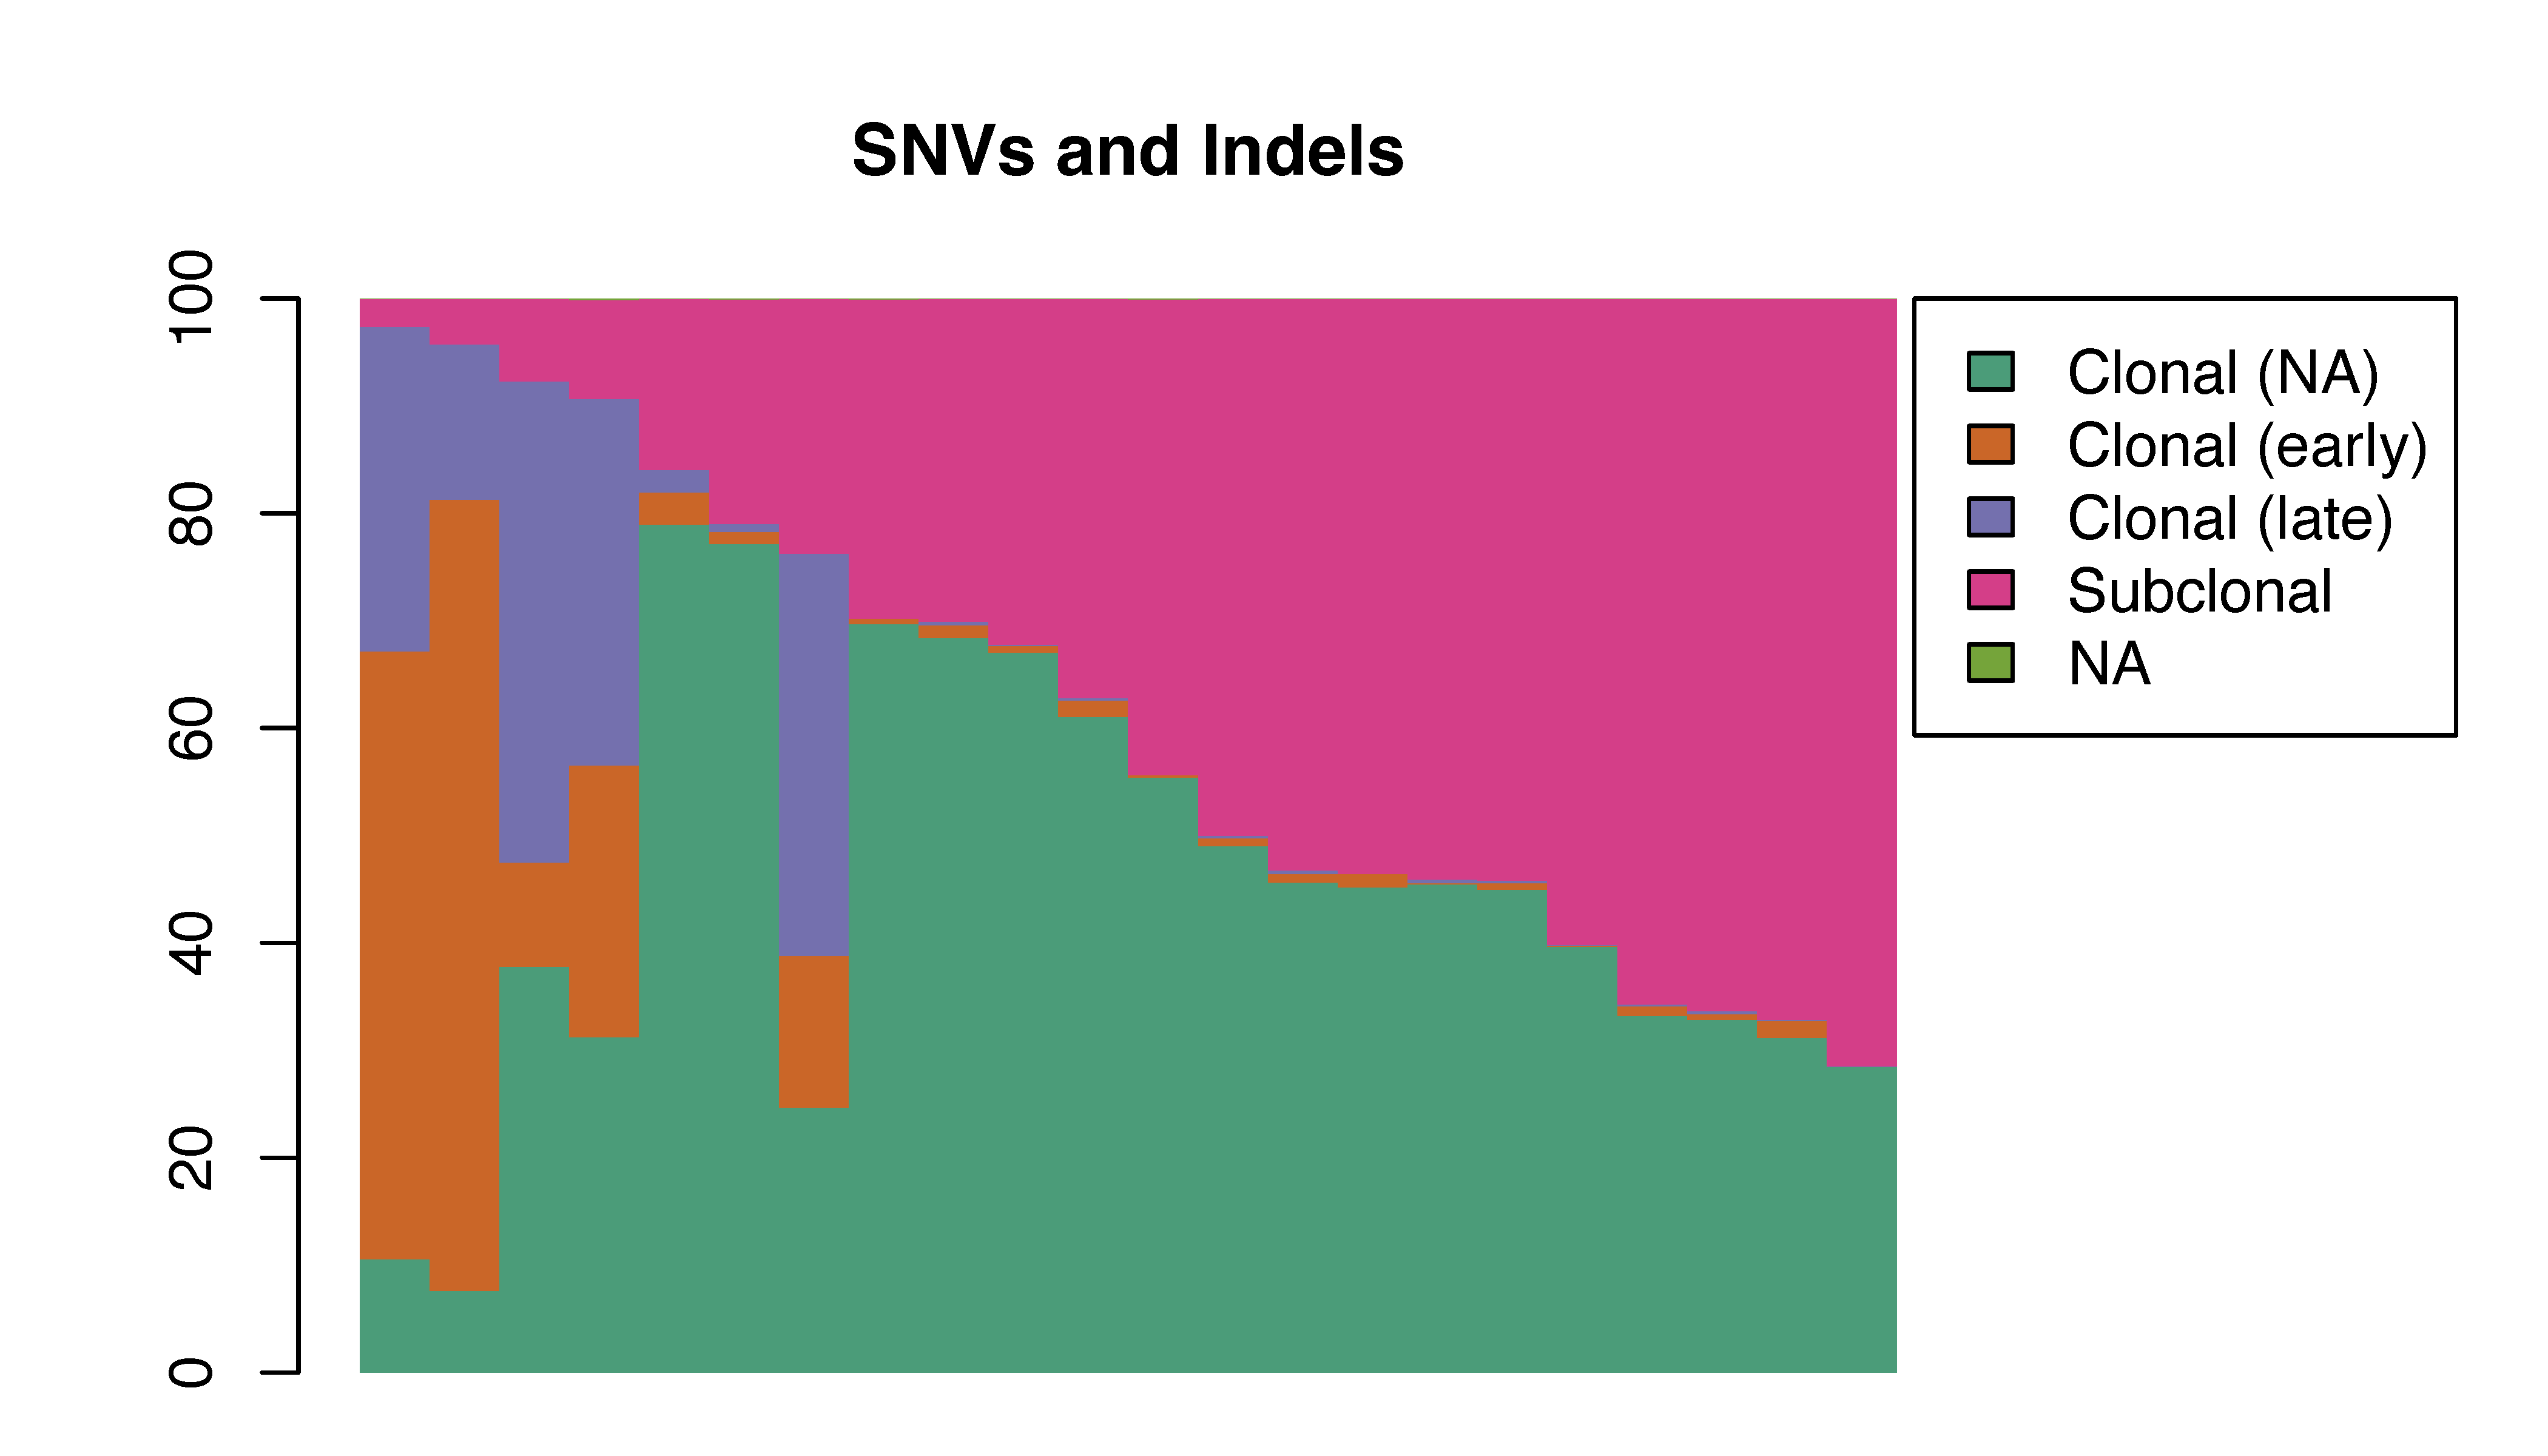 SNVs and Indels
100
80
60
40
20
0
Clonal (NA)
Clonal (early)
Clonal (late)
Subclonal
NA